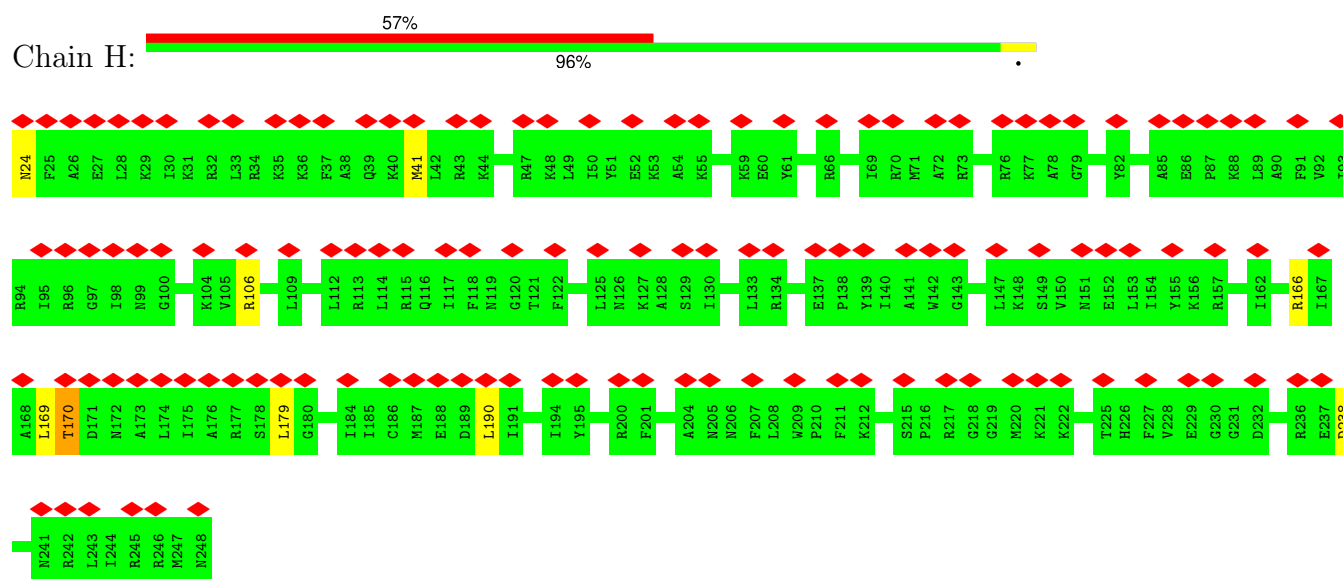 57%
Chain H:
96%
•
N24 F25 A26 E27 L28 K29 I30 K31 R32 L33 R34 K35 K36 F37 A38 Q39 K40 M41 L42 R43 K44 R47 K48 L49 I50 Y51 E52 K53 A54 K55 K59 E60 Y61 R66 I69 R70 M71 A72 R73 R76 K77 A78 G79 Y82 A85 E86 P87 K88 L89 A90 F91 V92 I93
R94 I95 R96 G97 I98 N99 G100 K104 V105 R106 L109 L112 R113 L114 R115 Q116 I117 F118 N119 G120 T121 F122 L125 N126 K127 A128 S129 I130 L133 R134 E137 P138 Y139 I140 A141 W142 G143 L147 K148 S149 V150 N151 E152 L153 I154 Y155 K156 R157 I162 R166 I167
A168 L169 T170 D171 N172 A173 L174 I175 A176 R177 S178 L179 G180 I184 I185 C186 M187 E188 D189 L190 I191 I194 Y195 R200 F201 A204 N205 N206 F207 L208 W209 P210 F211 K212 S215 P216 R217 G218 G219 M220 K221 K222 T225 H226 F227 V228 E229 G230 G231 D232 R236 E237 D238
N241 R242 L243 I244 R245 R246 M247 N248